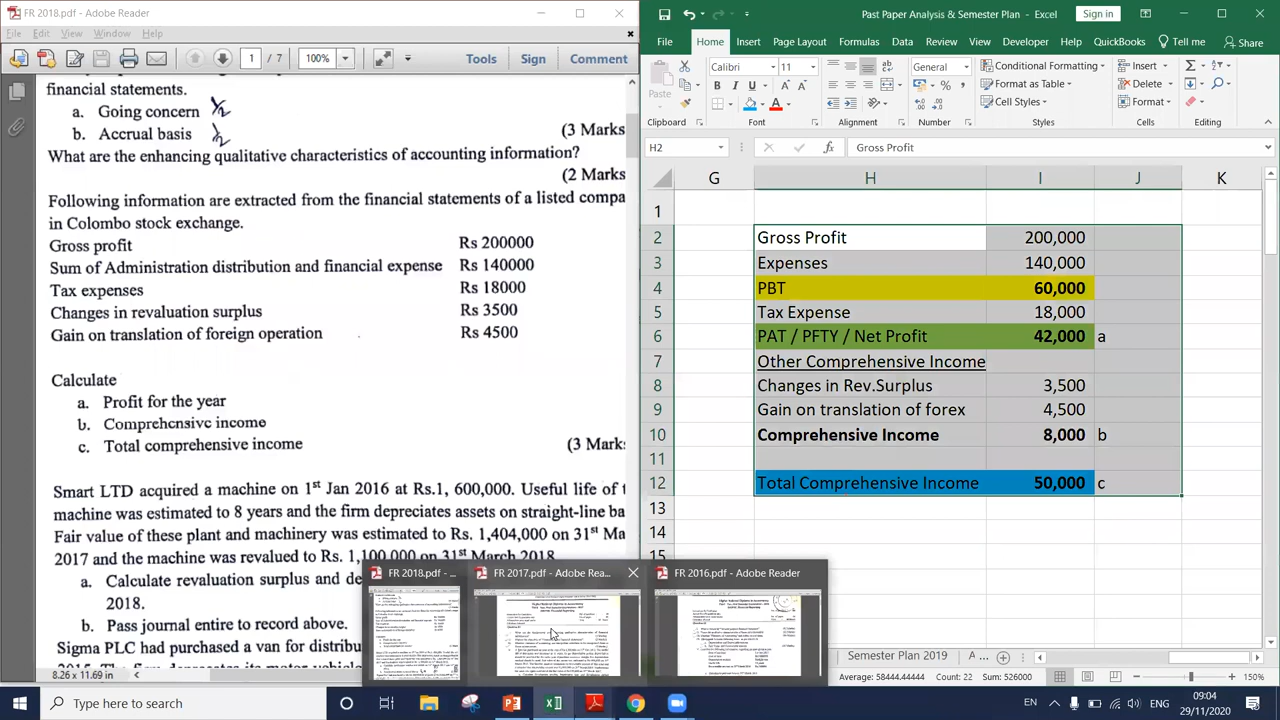 FR 2018.pdf - Adobe Reader
File Edit View Window Help
1 / 7 100% Tools Sign Comment
financial statements.
a. Going concern ½
b. Accrual basis ½
(3 Marks
What are the enhancing qualitative characteristics of accounting information?
(2 Marks
Following information are extracted from the financial statements of a listed compa
in Colombo stock exchange.
Gross profit Rs 200000
Sum of Administration distribution and financial expense Rs 140000
Tax expenses Rs 18000
Changes in revaluation surplus Rs 3500
Gain on translation of foreign operation Rs 4500
Calculate
a. Profit for the year
b. Comprehensive income
c. Total comprehensive income (3 Mark
Smart LTD acquired a machine on 1st Jan 2016 at Rs.1, 600,000. Useful life of t
machine was estimated to 8 years and the firm depreciates assets on straight-line ba
Fair value of these plant and machinery was estimated to Rs. 1,404,000 on 31st Ma
2017 and the machine was revalued to Rs. 1,100,000 on 31st March 2018.
a. Calculate revaluation surplus and de
2018.
b. Pass journal entire to record above.
Sigma PLC had purchased a van for distribut
8.26 x 11.69 in
Past Paper Analysis & Semester Plan - Excel Sign in
File Home Insert Page Layout Formulas Data Review View Developer Help QuickBooks Tell me Share
Paste Calibri 11 General Conditional Formatting Insert
B I U Format as Table Delete
Cell Styles Format
Clipboard Font Alignment Number Styles Cells Editing
H2 fx Gross Profit
G H I J K
1
2 Gross Profit 200,000
3 Expenses 140,000
4 PBT 60,000
5 Tax Expense 18,000
6 PAT / PFTY / Net Profit 42,000 a
7 Other Comprehensive Income
8 Changes in Rev.Surplus 3,500
9 Gain on translation of forex 4,500
10 Comprehensive Income 8,000 b
11
12 Total Comprehensive Income 50,000 c
13
14
15
FR 2018.pdf - ... FR 2017.pdf - Adobe Rea... FR 2016.pdf - Adobe Reader
Semester Plan 2019
150%
Type here to search
EN ENG 09:04
29/11/2020